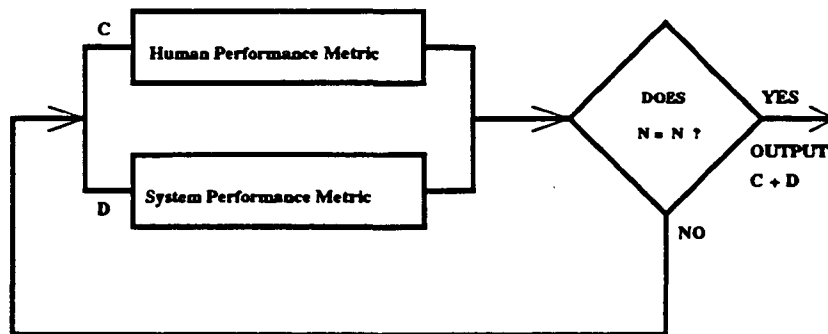 C
Human Performance Metric
D
System Performance Metric
DOES
N = N ?
YES
OUTPUT
C + D
NO